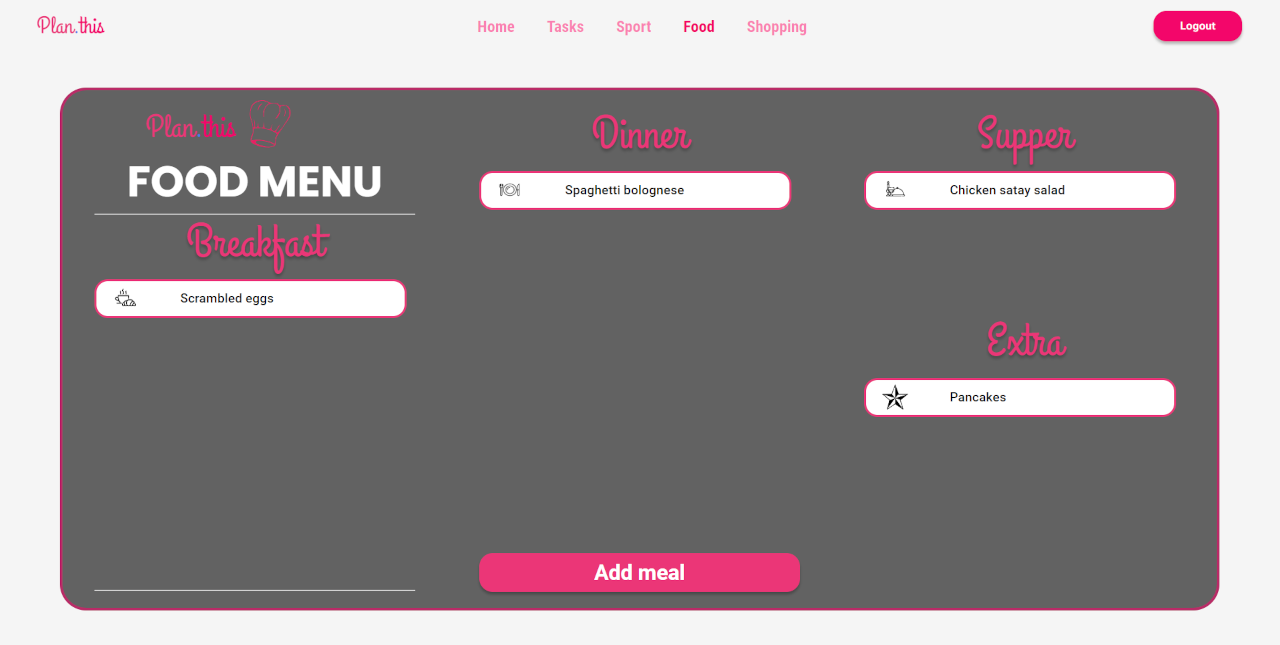 Plan.this
Home Tasks Sport Food Shopping
Logout
Plan.this
FOOD MENU
Breakfast
Scrambled eggs
Dinner
Spaghetti bolognese
Add meal
Supper
Chicken satay salad
Extra
Pancakes